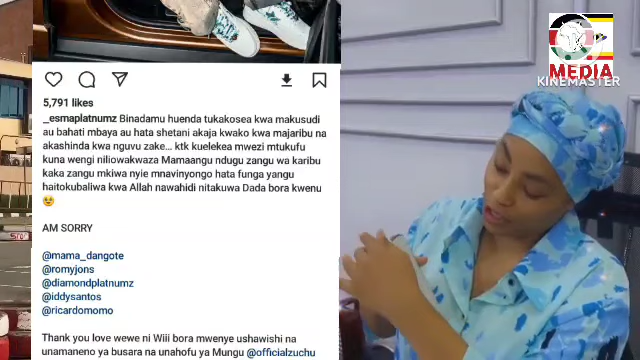 5,791 likes
_esmaplatnumz Binadamu huenda tukakosea kwa makusudi
au bahati mbaya au hata shetani akaja kwako kwa majaribu na
akashinda kwa nguvu zake... ktk kuelekea mwezi mtukufu
kuna wengi niliowakwaza Mamaangu ndugu zangu wa karibu
kaka zangu mkiwa nyie mnavinyongo hata funga yangu
haitokubaliwa kwa Allah nawahidi nitakuwa Dada bora kwenu
😢
AM SORRY
@mama_dangote
@romyjons
@diamondplatnumz
@iddysantos
@ricardomomo
Thank you love wewe ni Wiii bora mwenye ushawishi na
unamaneno ya busara na unahofu ya Mungu @officialzuchu
MEDIA
KINEMASTER
STOP